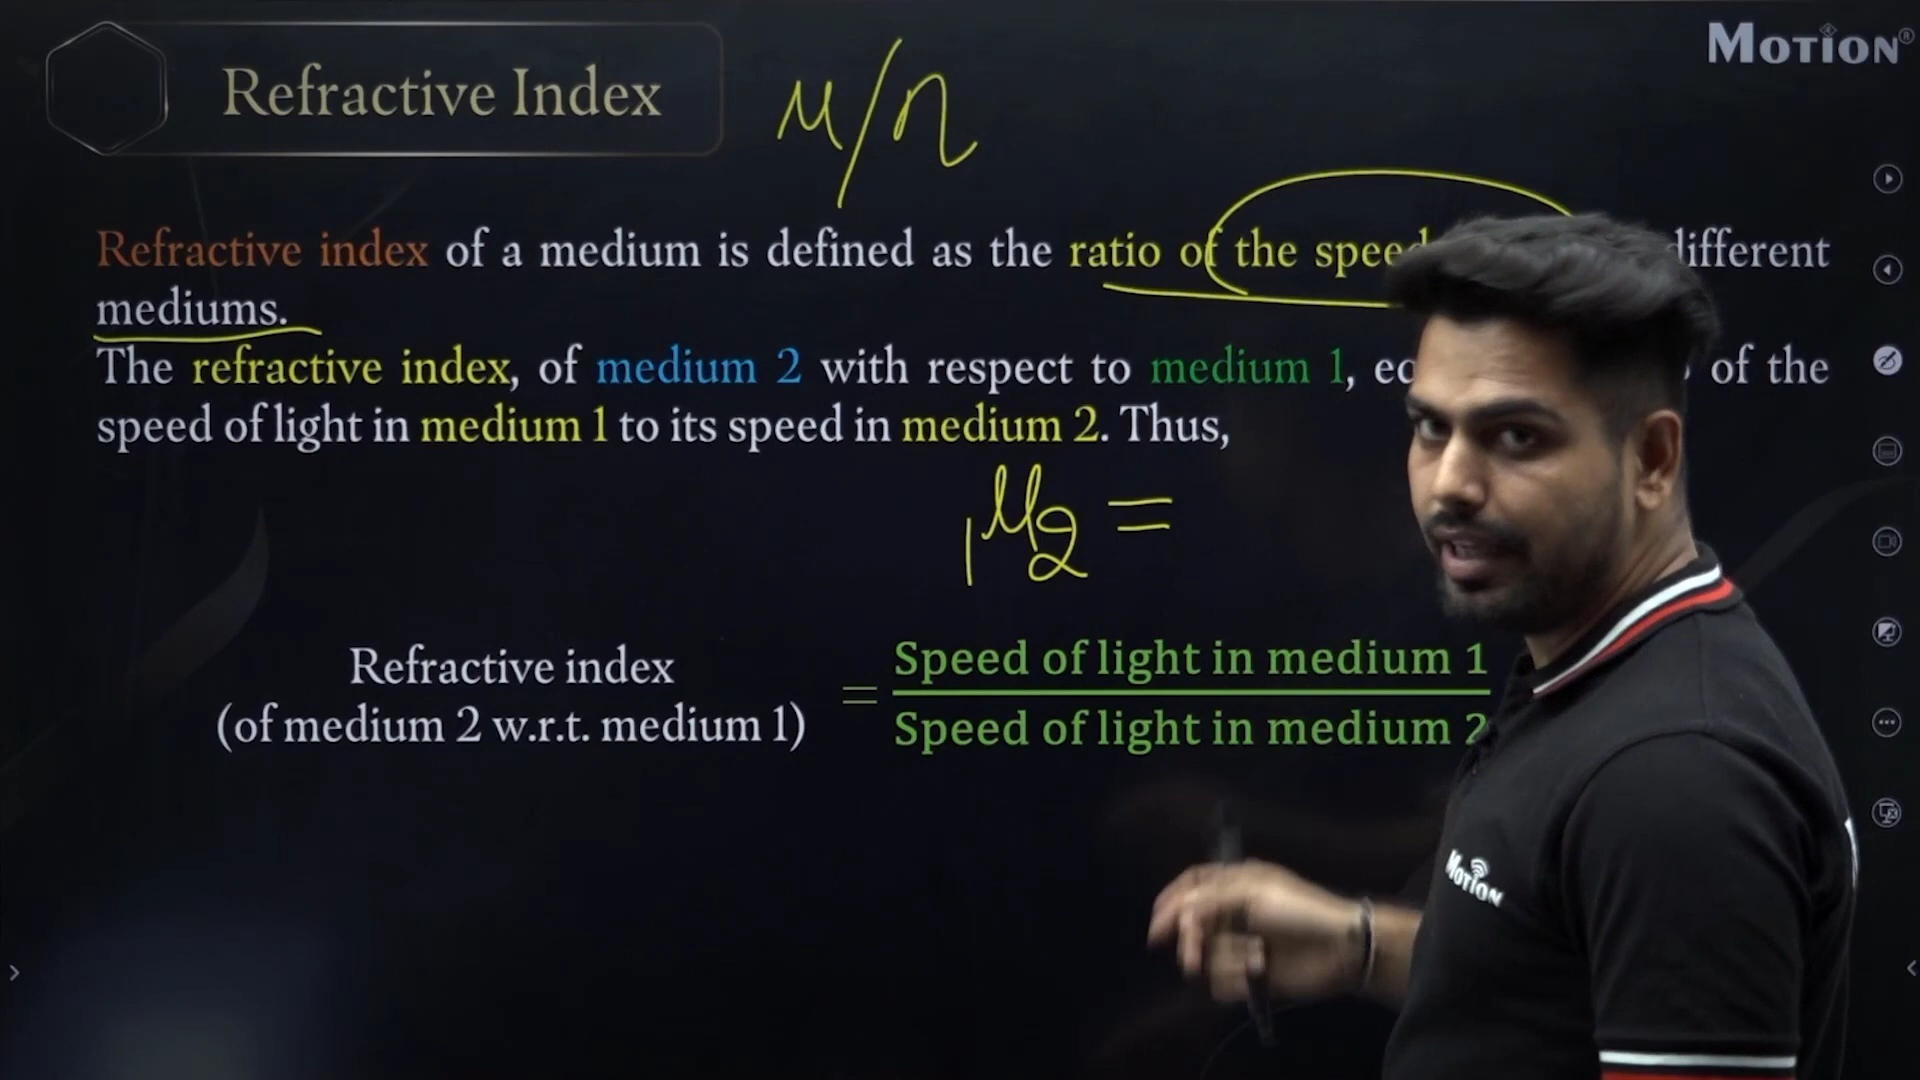 Refractive Index μ/n
MOTION®
Refractive index of a medium is defined as the ratio of the speed different
mediums.
The refractive index, of medium 2 with respect to medium 1, of the
speed of light in medium 1 to its speed in medium 2. Thus,
₁μ₂ =
Refractive index
(of medium 2 w.r.t. medium 1)
=
Speed of light in medium 1
Speed of light in medium 2
MOTION